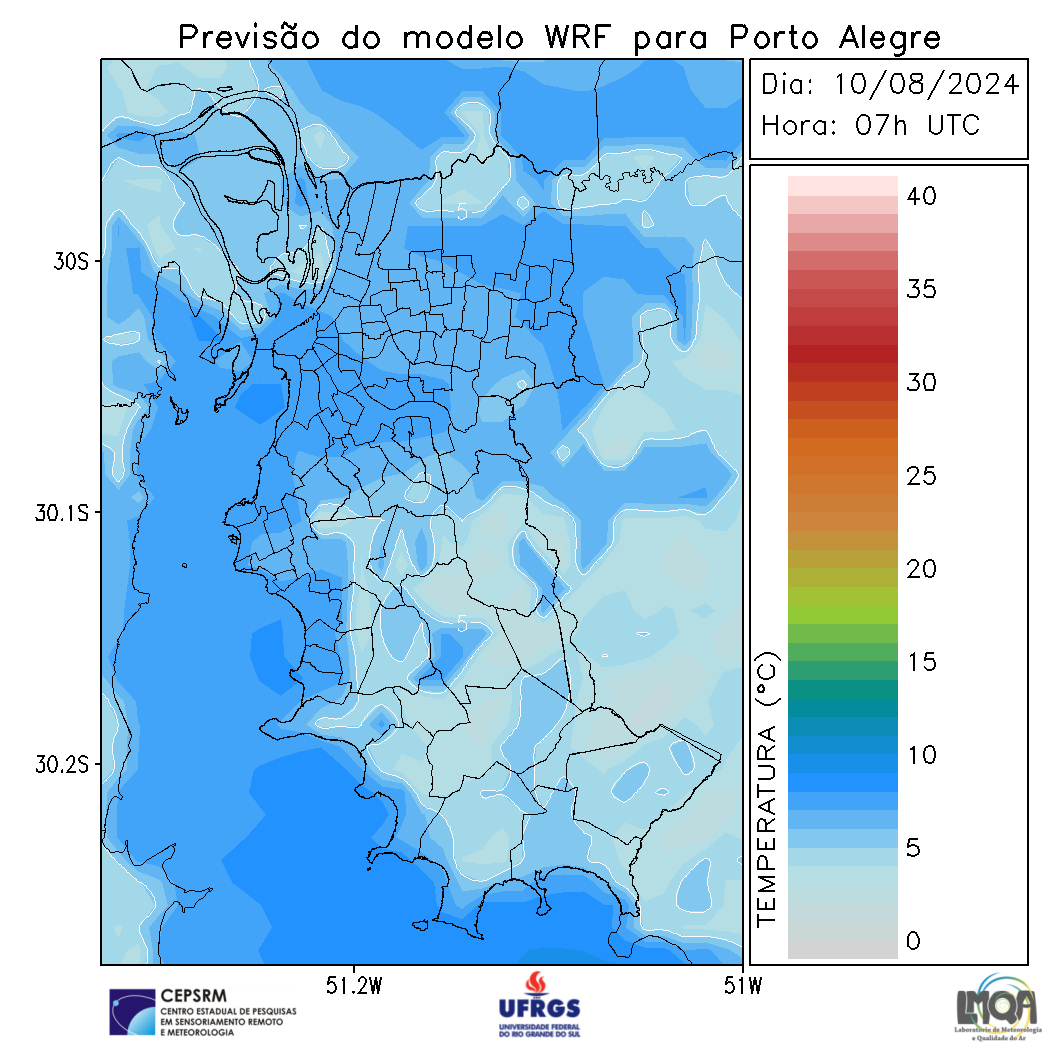 Previsão do modelo WRF para Porto Alegre
Dia: 10/08/2024
Hora: 07h UTC
40
35
30
25
20
15
10
5
0
TEMPERATURA (°C)
30S
30.1S
30.2S
51.2W
51W
5
5
CEPSRM
CENTRO ESTADUAL DE PESQUISAS
EM SENSORIAMENTO REMOTO
E METEOROLOGIA
UFRGS
UNIVERSIDADE FEDERAL
DO RIO GRANDE DO SUL
LMQA
Laboratório de Meteorologia
e Qualidade do Ar